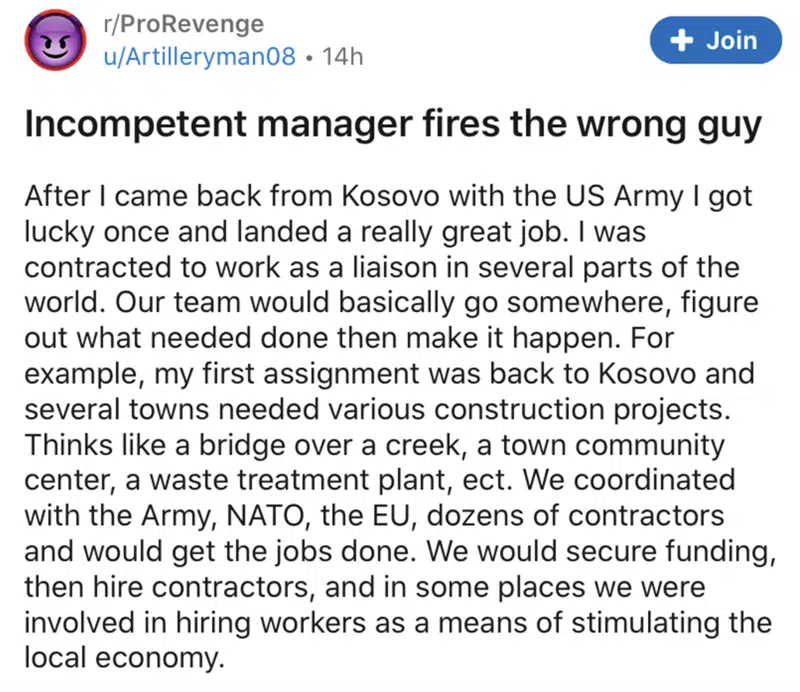 r/ProRevenge
u/Artilleryman08 • 14h
+ Join
Incompetent manager fires the wrong guy
After I came back from Kosovo with the US Army I got
lucky once and landed a really great job. I was
contracted to work as a liaison in several parts of the
world. Our team would basically go somewhere, figure
out what needed done then make it happen. For
example, my first assignment was back to Kosovo and
several towns needed various construction projects.
Thinks like a bridge over a creek, a town community
center, a waste treatment plant, ect. We coordinated
with the Army, NATO, the EU, dozens of contractors
and would get the jobs done. We would secure funding,
then hire contractors, and in some places we were
involved in hiring workers as a means of stimulating the
local economy.